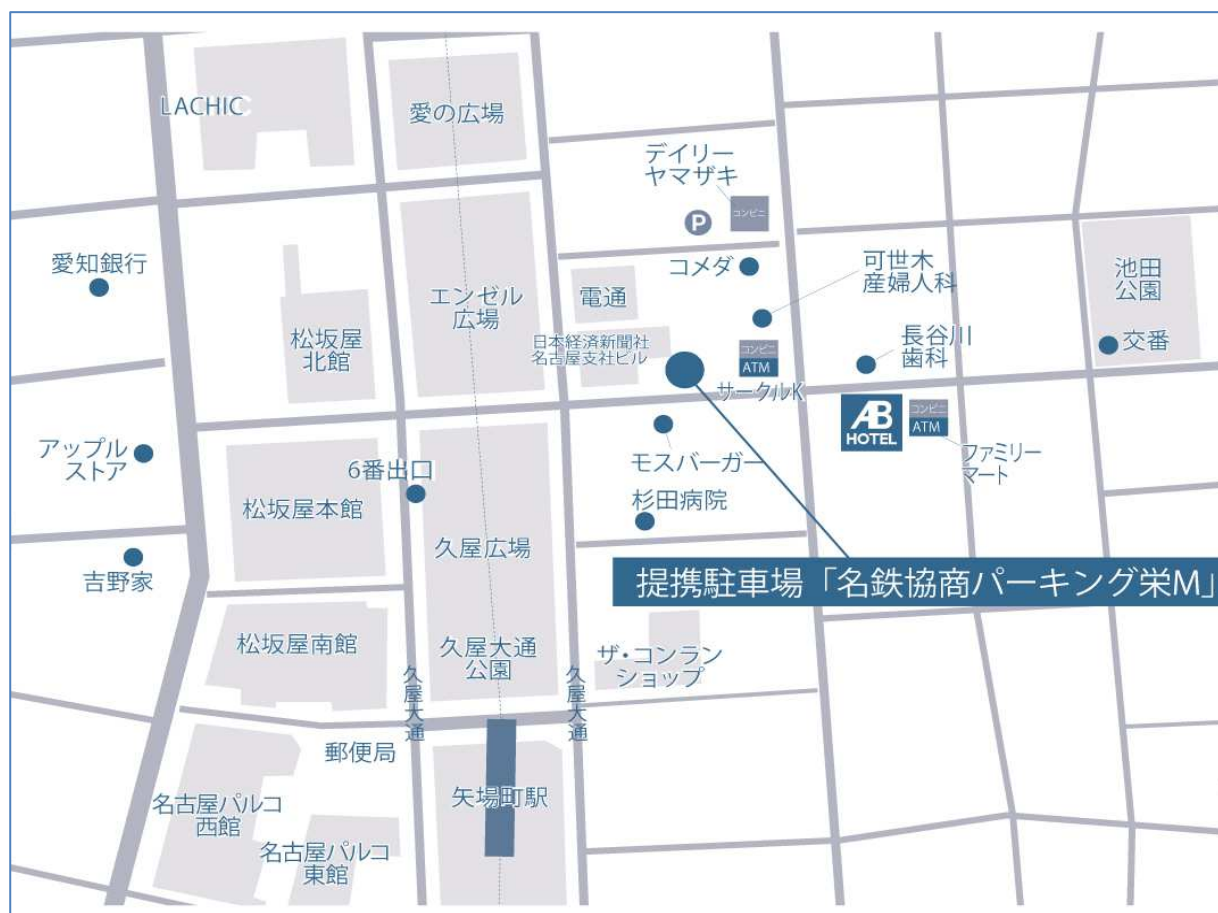 LACHIC
愛の広場
デイリー
ヤマザキ
コンビニ
P
愛知銀行
コメダ
可世木
産婦人科
池田
公園
エンゼル
広場
電通
松坂屋
北館
日本経済新聞社
名古屋支社ビル
長谷川
歯科
交番
コンビニ
ATM
サークルK
AB
HOTEL
コンビニ
ATM
ファミリー
マート
アップル
ストア
6番出口
モスバーガー
松坂屋本館
杉田病院
久屋広場
吉野家
提携駐車場「名鉄協商パーキング栄M」
松坂屋南館
久屋大通
公園
ザ・コンラン
ショップ
久屋大通
久屋大通
郵便局
矢場町駅
名古屋パルコ
西館
名古屋パルコ
東館